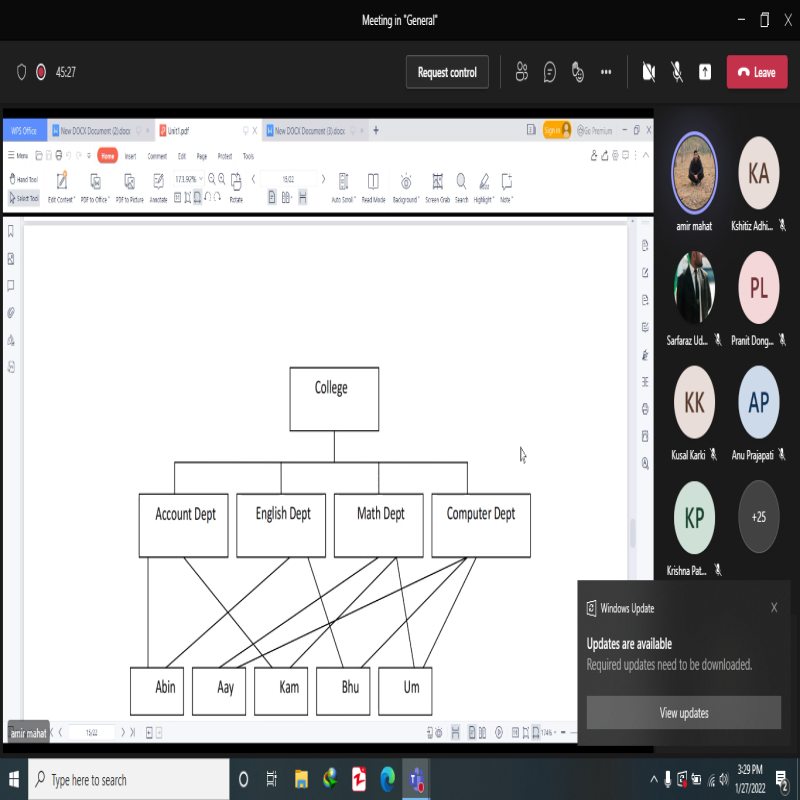 Meeting in "General"
45:27
Request control
Leave
WPS Office
New DOCX Document (2).docx
Unit1.pdf
New DOCX Document (3).docx
Sign in
Go Premium
Menu
Home
Insert
Comment
Edit
Page
Protect
Tools
Hand Tool
Select Tool
Edit Content
PDF to Office
PDF to Picture
Annotate
173.92%
Rotate
15/22
Auto Scroll
Read Mode
Background
Screen Grab
Search
Highlight
Note
College
Account Dept
English Dept
Math Dept
Computer Dept
Abin
Aay
Kam
Bhu
Um
amir mahat
15/22
174%
amir mahat
KA
Kshitiz Adhi...
Sarfaraz Ud...
PL
Pranit Dong...
KK
Kusal Karki
AP
Anu Prajapati
KP
Krishna Pat...
+25
Windows Update
Updates are available
Required updates need to be downloaded.
View updates
Type here to search
3:29 PM
1/27/2022
2